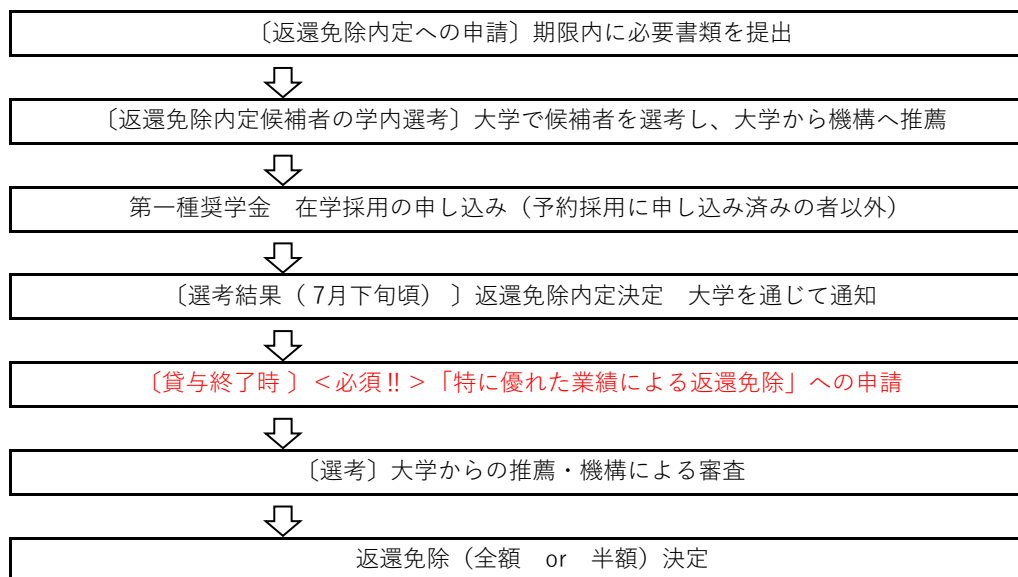 〔返還免除内定への申請〕期限内に必要書類を提出
〔返還免除内定候補者の学内選考〕大学で候補者を選考し、大学から機構へ推薦
第一種奨学金　在学採用の申し込み（予約採用に申し込み済みの者以外）
〔選考結果（ 7月下旬頃） 〕返還免除内定決定　大学を通じて通知
〔貸与終了時 〕＜必須 !! ＞「特に優れた業績による返還免除」への申請
〔選考〕大学からの推薦・機構による審査
返還免除（全額　or　半額）決定